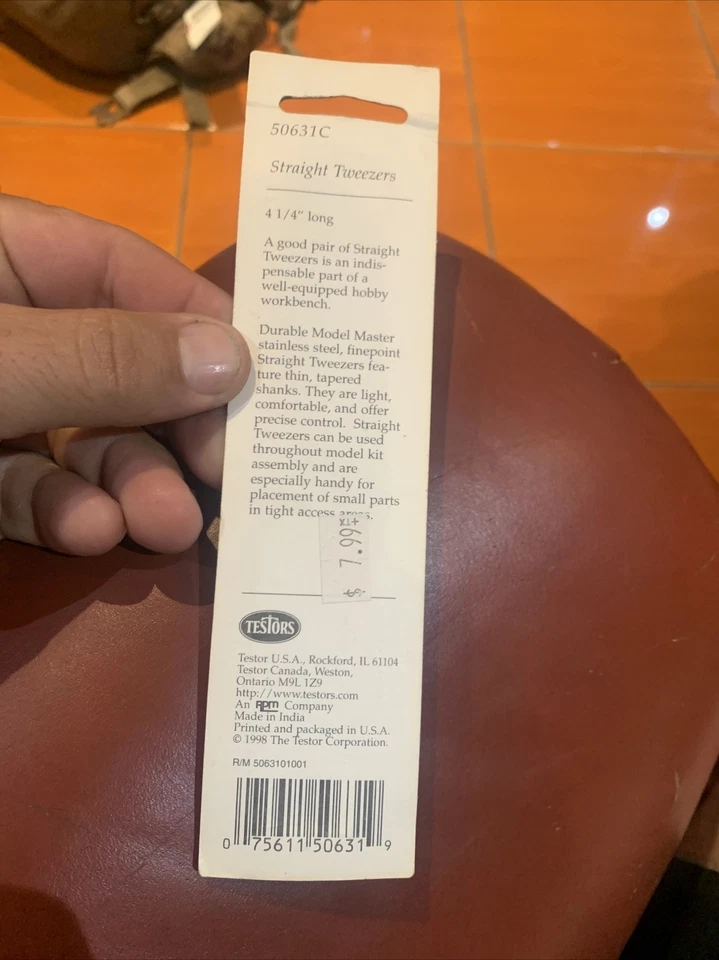 50631C
Straight Tweezers
4 1/4" long
A good pair of Straight
Tweezers is an indis-
pensable part of a
well-equipped hobby
workbench.
Durable Model Master
stainless steel, finepoint
Straight Tweezers fea-
ture thin, tapered
shanks. They are light,
comfortable, and offer
precise control. Straight
Tweezers can be used
throughout model kit
assembly and are
especially handy for
placement of small parts
in tight access areas.
$ 7.99
+TX
TESTORS
Testor U.S.A., Rockford, IL 61104
Testor Canada, Weston,
Ontario M9L 1Z9
http://www.testors.com
An RPM Company
Made in India
Printed and packaged in U.S.A.
© 1998 The Testor Corporation.
R/M 5063101001
0 75611 50631 9